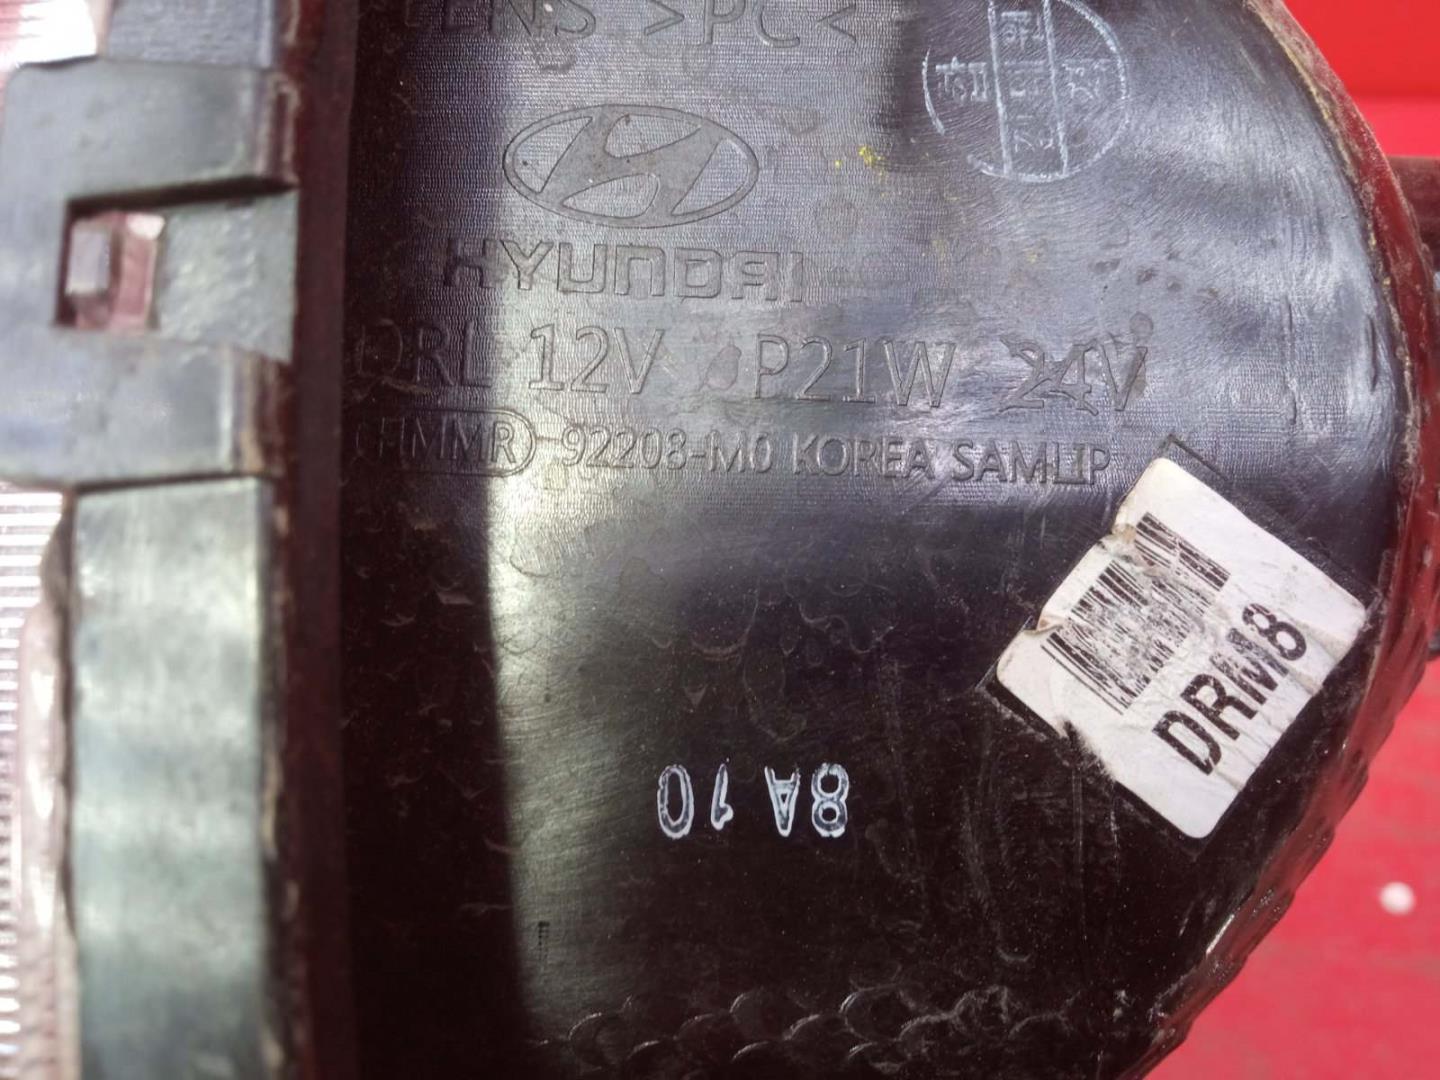 LENS >PC<
HYUNDAI
DRL 12V P21W 24V
HMMR 92208-M0 KOREA SAMLIP
DRM8
8A10